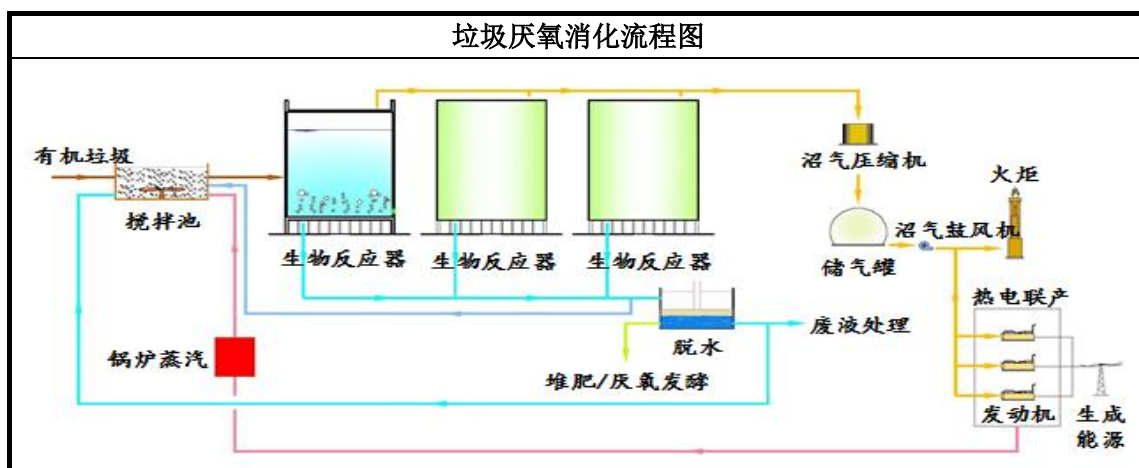 垃圾厌氧消化流程图
有机垃圾
搅拌池
生物反应器
生物反应器
生物反应器
沼气压缩机
火炬
沼气鼓风机
储气罐
热电联产
脱水
废液处理
锅炉蒸汽
堆肥/厌氧发酵
发动机
生成
能源